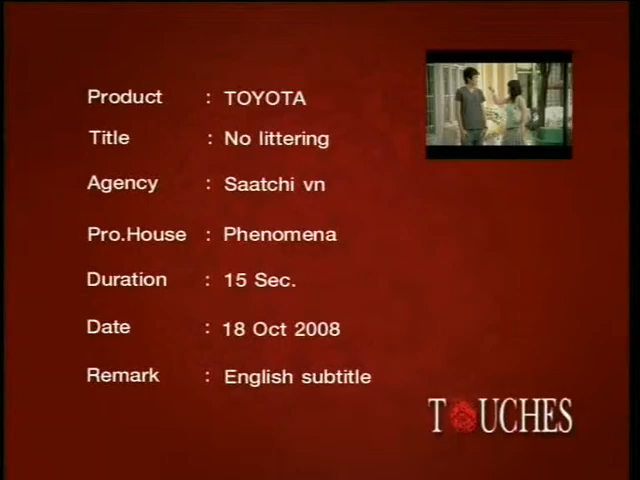 Product : TOYOTA
Title : No littering
Agency : Saatchi vn
Pro.House : Phenomena
Duration : 15 Sec.
Date : 18 Oct 2008
Remark : English subtitle
TOUCHES